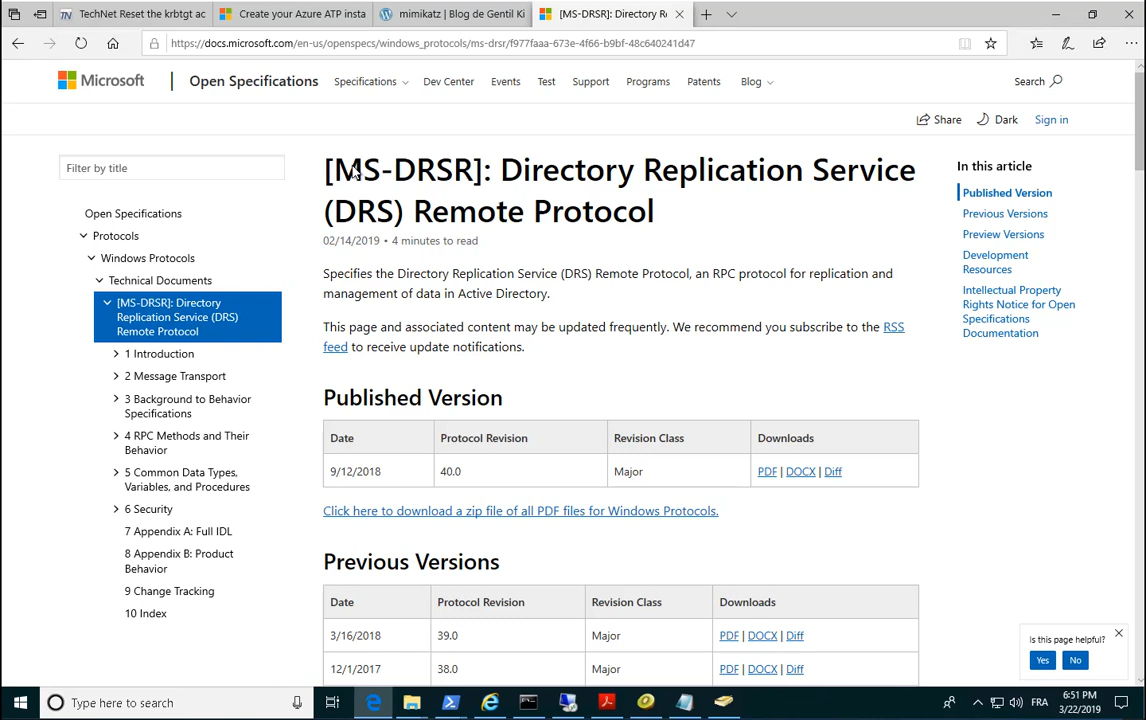 TechNet Reset the krbtgt ac
Create your Azure ATP insta
mimikatz | Blog de Gentil Ki
[MS-DRSR]: Directory Re
https://docs.microsoft.com/en-us/openspecs/windows_protocols/ms-drsr/f977faaa-673e-4f66-b9bf-48c640241d47
Microsoft
Open Specifications
Specifications
Dev Center
Events
Test
Support
Programs
Patents
Blog
Search
Share
Dark
Sign in
Filter by title
Open Specifications
Protocols
Windows Protocols
Technical Documents
[MS-DRSR]: Directory
Replication Service (DRS)
Remote Protocol
1 Introduction
2 Message Transport
3 Background to Behavior
Specifications
4 RPC Methods and Their
Behavior
5 Common Data Types,
Variables, and Procedures
6 Security
7 Appendix A: Full IDL
8 Appendix B: Product
Behavior
9 Change Tracking
10 Index
[MS-DRSR]: Directory Replication Service
(DRS) Remote Protocol
02/14/2019 • 4 minutes to read
Specifies the Directory Replication Service (DRS) Remote Protocol, an RPC protocol for replication and
management of data in Active Directory.
This page and associated content may be updated frequently. We recommend you subscribe to the RSS
feed to receive update notifications.
Published Version
Date Protocol Revision Revision Class Downloads
9/12/2018 40.0 Major PDF | DOCX | Diff
Click here to download a zip file of all PDF files for Windows Protocols.
Previous Versions
Date Protocol Revision Revision Class Downloads
3/16/2018 39.0 Major PDF | DOCX | Diff
12/1/2017 38.0 Major PDF | DOCX | Diff
In this article
Published Version
Previous Versions
Preview Versions
Development
Resources
Intellectual Property
Rights Notice for Open
Specifications
Documentation
Is this page helpful?
Yes
No
Type here to search
FRA
6:51 PM
3/22/2019